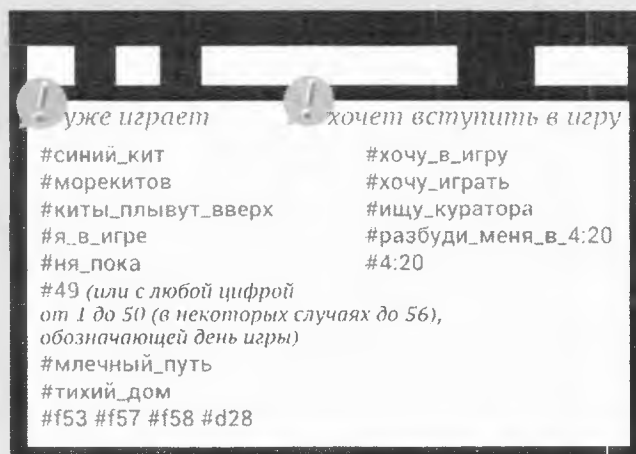 уже играет
#синий_кит
#морекитов
#киты_плывут_вверх
#я_в_игре
#ня_пока
#49 (или с любой цифрой
от 1 до 50 (в некоторых случаях до 56),
обозначающей день игры)
#млечный_путь
#тихий_дом
#f53 #f57 #f58 #d28
хочет вступить в игру
#хочу_в_игру
#хочу_играть
#ищу_куратора
#разбуди_меня_в_4:20
#4:20